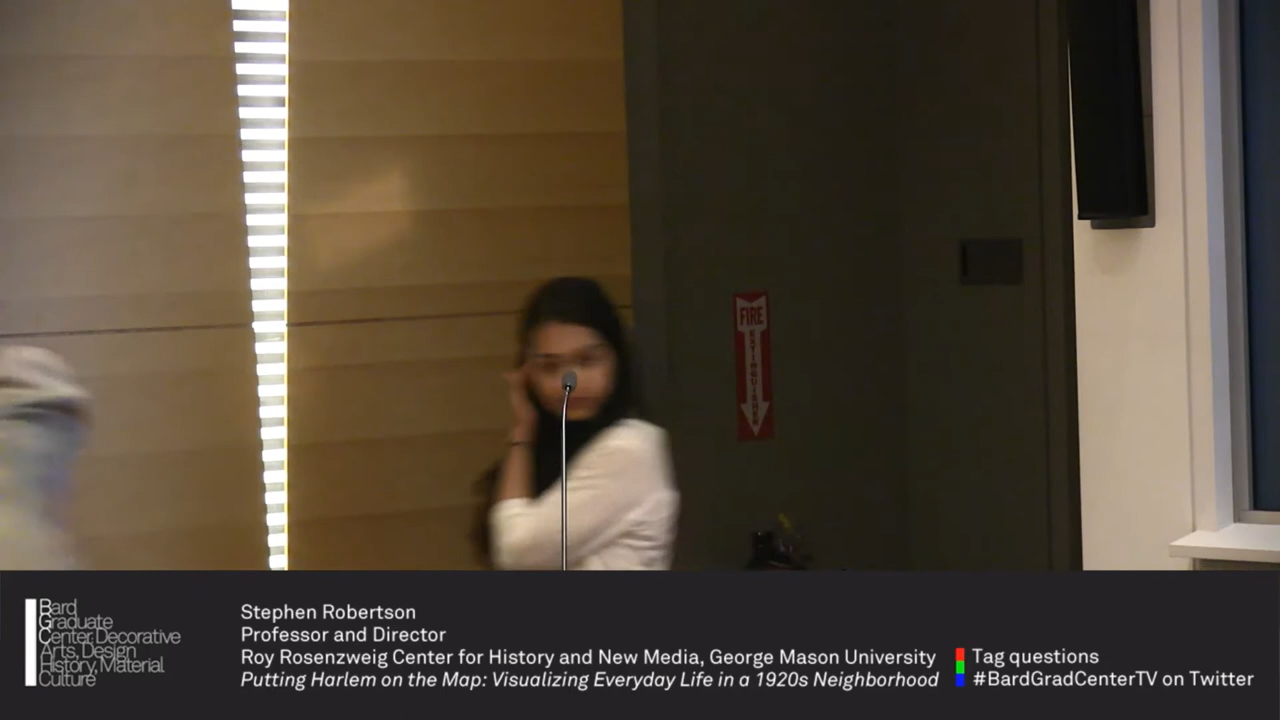 FIRE
EXTINGUISHER
Bard
Graduate
Center Decorative
Arts, Design
History, Material
Culture
Stephen Robertson
Professor and Director
Roy Rosenzweig Center for History and New Media, George Mason University
Putting Harlem on the Map: Visualizing Everyday Life in a 1920s Neighborhood
Tag questions
#BardGradCenterTV on Twitter